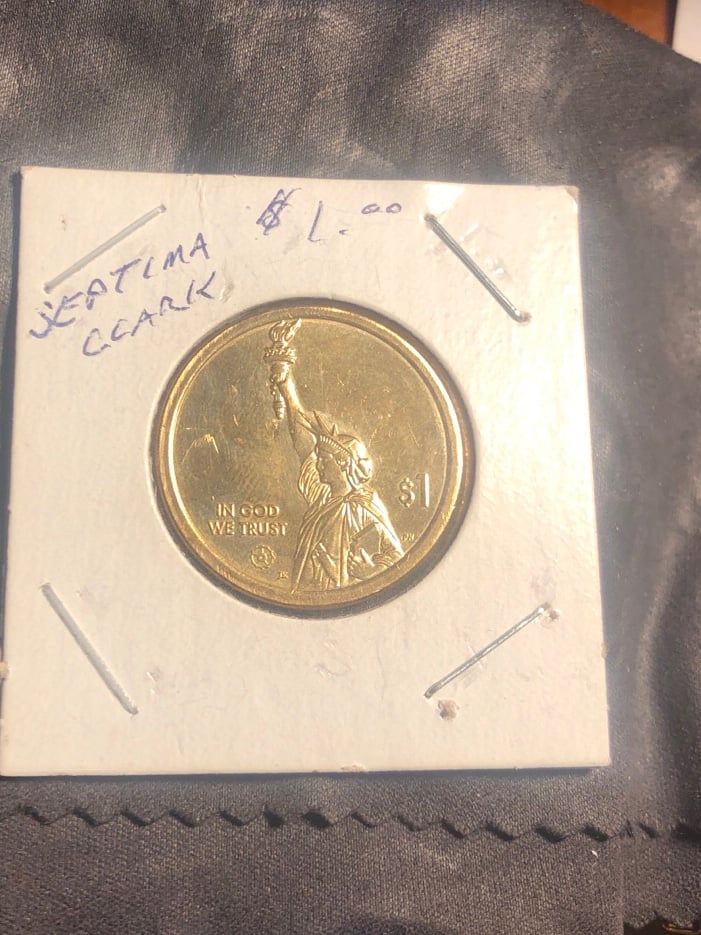 $1.00
SEPTIMA
CLARK
$1
IN GOD
WE TRUST